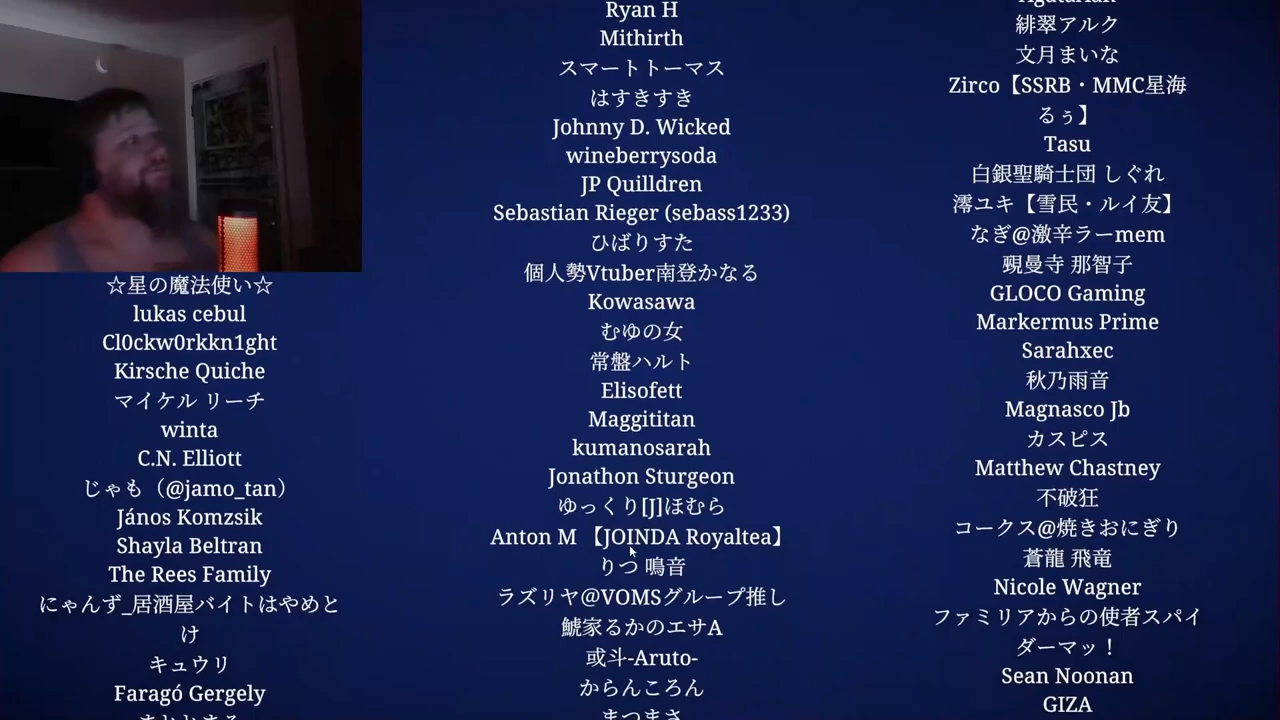 ☆星の魔法使い☆
lukas cebul
Cl0ckw0rkkn1ght
Kirsche Quiche
マイケル リーチ
winta
C.N. Elliott
じゃも（@jamo_tan）
János Komzsik
Shayla Beltran
The Rees Family
にゃんず_居酒屋バイトはやめと
け
キュウリ
Faragó Gergely
Ryan H
Mithirth
スマートトーマス
はすきすき
Johnny D. Wicked
wineberrysoda
JP Quilldren
Sebastian Rieger (sebass1233)
ひばりすた
個人勢Vtuber南登かなる
Kowasawa
むゆの女
常盤ハルト
Elisofett
Maggititan
kumanosarah
Jonathon Sturgeon
ゆっくり[J]ほむら
Anton M 【JOINDA Royaltea】
りつ 鳴音
ラズリヤ@VOMSグループ推し
鯱家るかのエサA
或斗-Aruto-
からんころん
まつまさ
緋翠アルク
文月まいな
Zirco【SSRB・MMC星海
るぅ】
Tasu
白銀聖騎士団 しぐれ
澪ユキ【雪民・ルイ友】
なぎ@激辛ラーmem
覡曼寺 那智子
GLOCO Gaming
Markermus Prime
Sarahxec
秋乃雨音
Magnasco Jb
カスピス
Matthew Chastney
不破狂
コークス@焼きおにぎり
蒼龍 飛竜
Nicole Wagner
ファミリアからの使者スパイ
ダーマッ！
Sean Noonan
GIZA